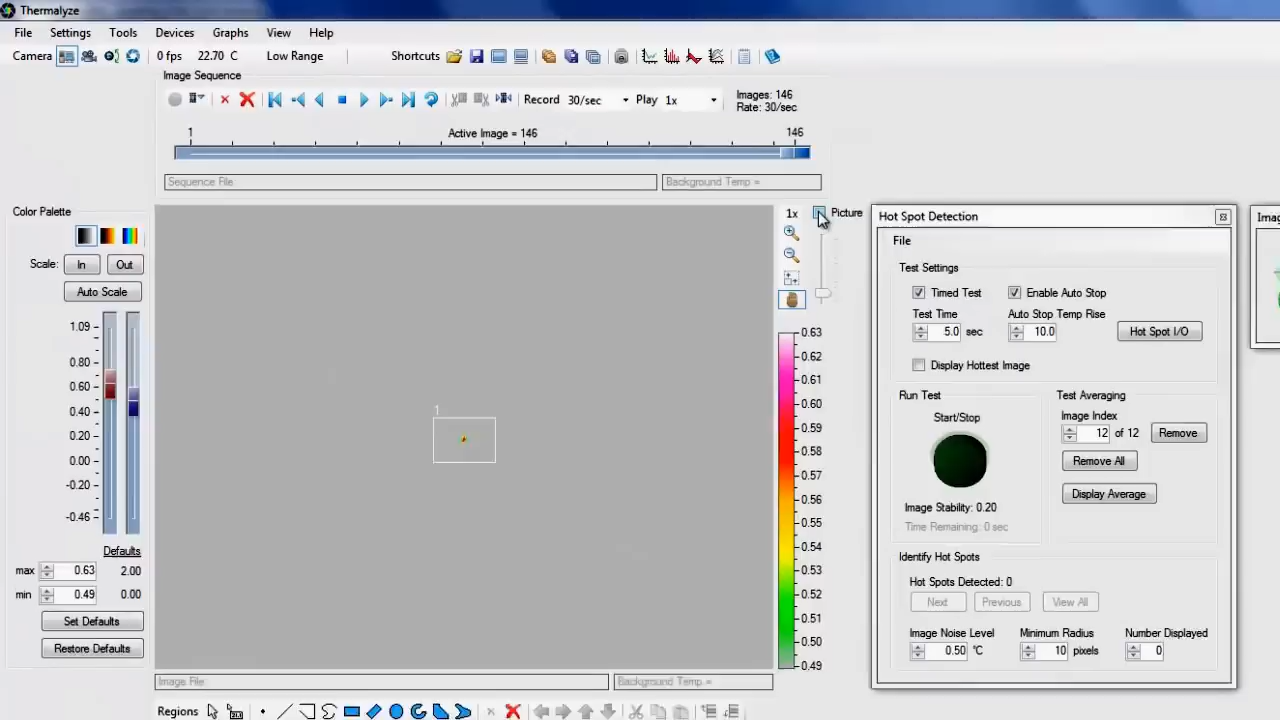 Thermalyze
File Settings Tools Devices Graphs View Help
Camera 0 fps 22.70 C Low Range Shortcuts
Image Sequence
Record 30/sec Play 1x Images: 146
Rate: 30/sec
1 Active Image = 146 146
Sequence File Background Temp =
Color Palette
Scale: In Out
Auto Scale
1.09
0.80
0.60
0.40
0.20
0.00
-0.20
-0.46
Defaults
max 0.63 2.00
min 0.49 0.00
Set Defaults
Restore Defaults
1
1x Picture
0.63
0.62
0.61
0.60
0.59
0.58
0.57
0.56
0.55
0.54
0.53
0.52
0.51
0.50
0.49
Image File Background Temp =
Regions
Hot Spot Detection
File
Test Settings
Timed Test Enable Auto Stop
Test Time Auto Stop Temp Rise
5.0 sec 10.0 Hot Spot I/O
Display Hottest Image
Run Test
Start/Stop
Image Stability: 0.20
Time Remaining: 0 sec
Test Averaging
Image Index
12 of 12 Remove
Remove All
Display Average
Identify Hot Spots
Hot Spots Detected: 0
Next Previous View All
Image Noise Level Minimum Radius Number Displayed
0.50 °C 10 pixels 0
Imag